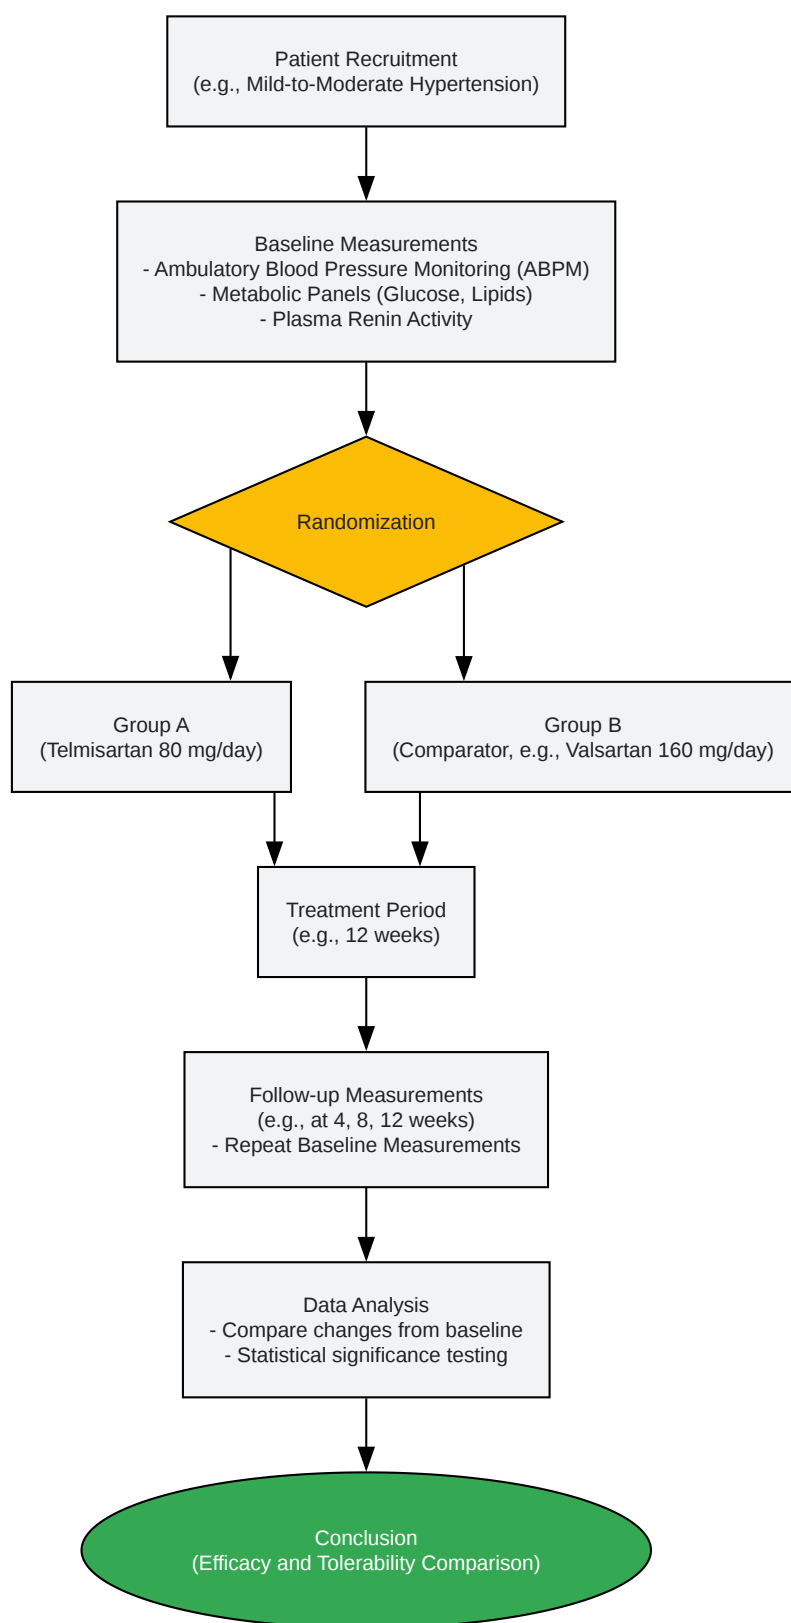 Patient Recruitment
(e.g., Mild-to-Moderate Hypertension)
Baseline Measurements
- Ambulatory Blood Pressure Monitoring (ABPM)
- Metabolic Panels (Glucose, Lipids)
- Plasma Renin Activity
Randomization
Group A
(Telmisartan 80 mg/day)
Group B
(Comparator, e.g., Valsartan 160 mg/day)
Treatment Period
(e.g., 12 weeks)
Follow-up Measurements
(e.g., at 4, 8, 12 weeks)
- Repeat Baseline Measurements
Data Analysis
- Compare changes from baseline
- Statistical significance testing
Conclusion
(Efficacy and Tolerability Comparison)